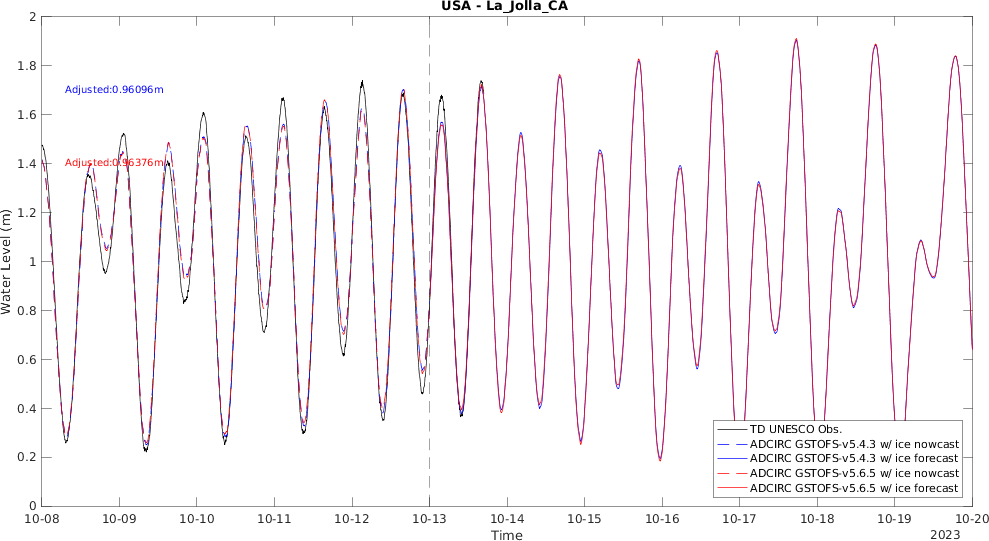 USA - La_Jolla_CA
2
1.8
1.6
1.4
1.2
1
0.8
0.6
0.4
0.2
0
Water Level (m)
Adjusted:0.96096m
Adjusted:0.96376m
TD UNESCO Obs.
ADCIRC GSTOFS-v5.4.3 w/ ice nowcast
ADCIRC GSTOFS-v5.4.3 w/ ice forecast
ADCIRC GSTOFS-v5.6.5 w/ ice nowcast
ADCIRC GSTOFS-v5.6.5 w/ ice forecast
10-08 10-09 10-10 10-11 10-12 10-13 10-14 10-15 10-16 10-17 10-18 10-19 10-20
Time
2023